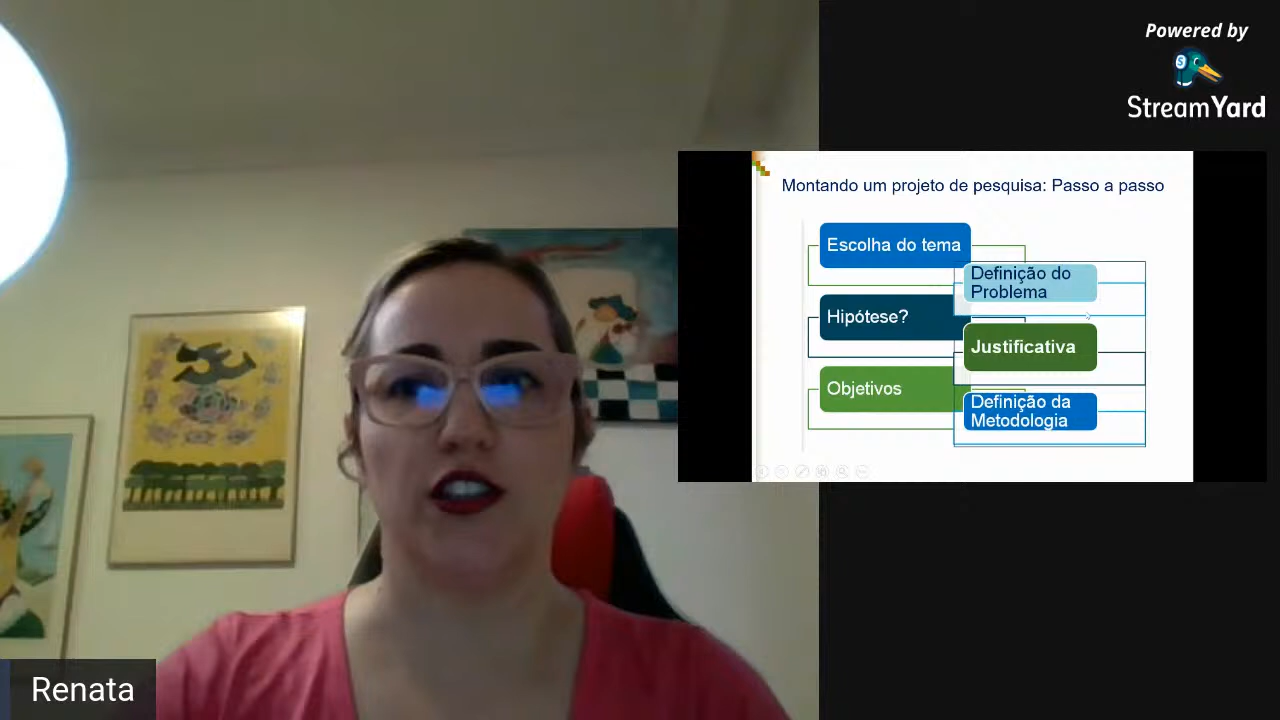 Powered by
StreamYard
Montando um projeto de pesquisa: Passo a passo
Escolha do tema
Definição do
Problema
Hipótese?
Justificativa
Objetivos
Definição da
Metodologia
Renata